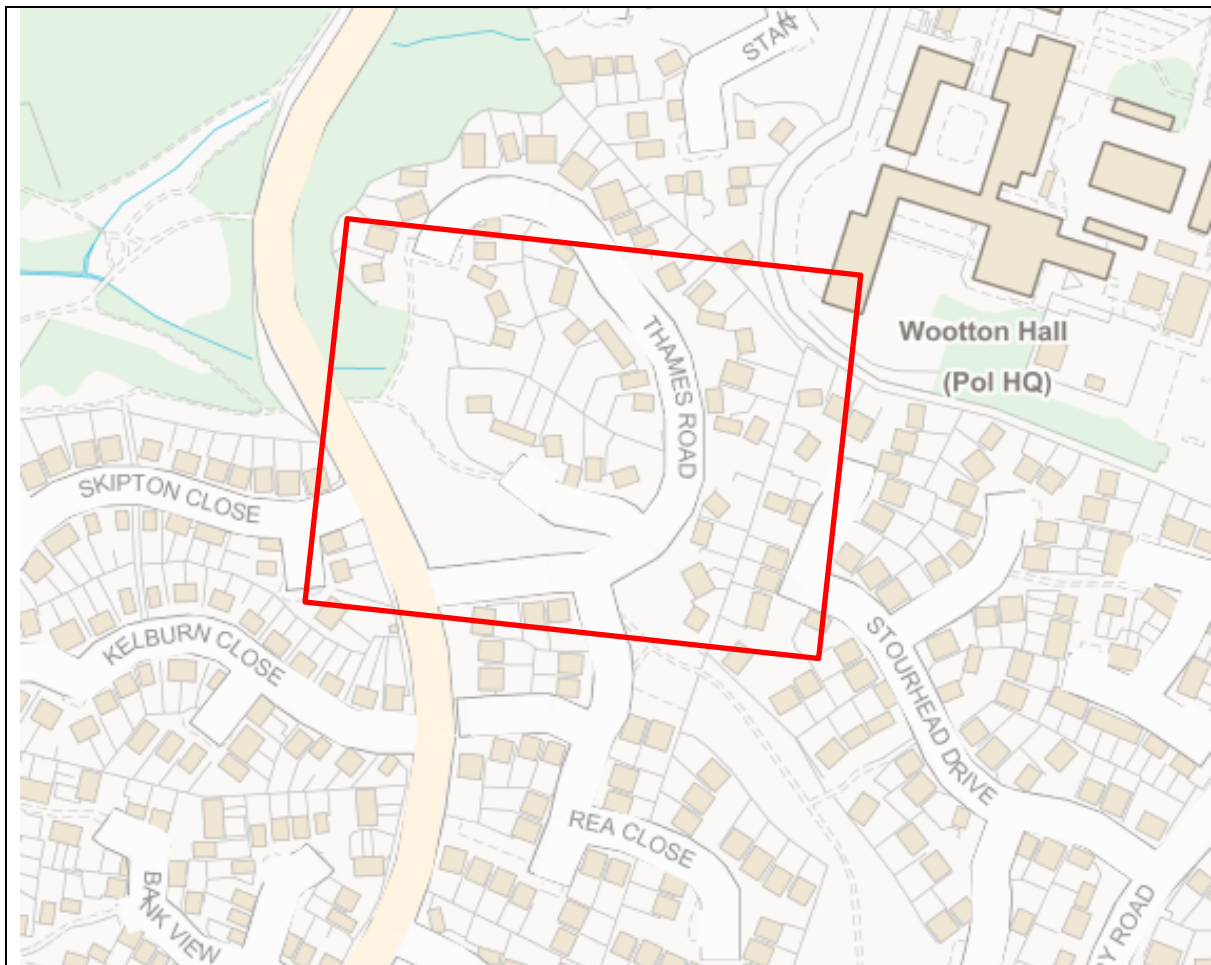 STAN
Wootton Hall
(Pol HQ)
THAMES ROAD
SKIPTON CLOSE
KELBURN CLOSE
STOURHEAD DRIVE
REA CLOSE
BANK VIEW
Y ROAD